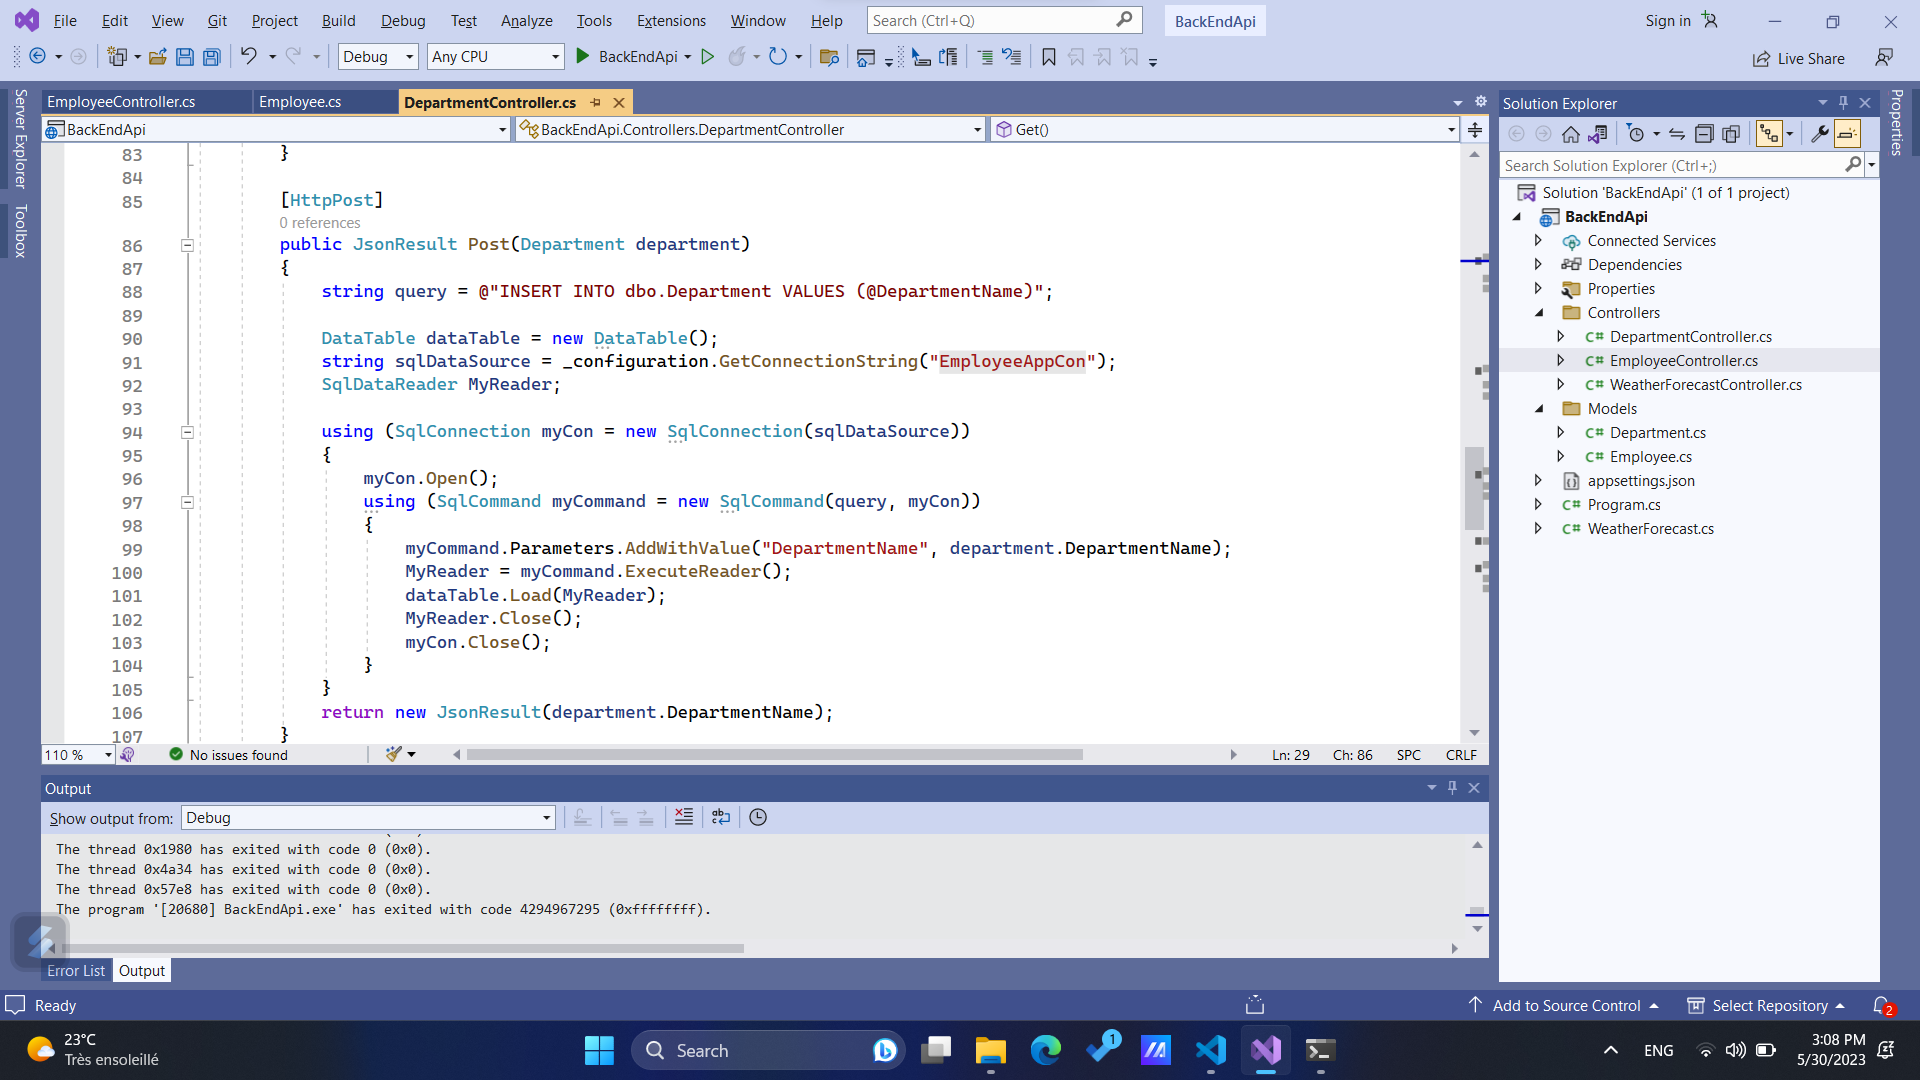 File Edit View Git Project Build Debug Test Analyze Tools Extensions Window Help Search (Ctrl+Q) BackEndApi Sign in
Debug Any CPU BackEndApi Live Share
Server Explorer
Toolbox
EmployeeController.cs Employee.cs DepartmentController.cs
BackEndApi BackEndApi.Controllers.DepartmentController Get()
83 }
84
85 [HttpPost]
0 references
86 public JsonResult Post(Department department)
87 {
88 string query = @"INSERT INTO dbo.Department VALUES (@DepartmentName)";
89
90 DataTable dataTable = new DataTable();
91 string sqlDataSource = _configuration.GetConnectionString("EmployeeAppCon");
92 SqlDataReader MyReader;
93
94 using (SqlConnection myCon = new SqlConnection(sqlDataSource))
95 {
96 myCon.Open();
97 using (SqlCommand myCommand = new SqlCommand(query, myCon))
98 {
99 myCommand.Parameters.AddWithValue("DepartmentName", department.DepartmentName);
100 MyReader = myCommand.ExecuteReader();
101 dataTable.Load(MyReader);
102 MyReader.Close();
103 myCon.Close();
104 }
105 }
106 return new JsonResult(department.DepartmentName);
107 }
110 % No issues found Ln: 29 Ch: 86 SPC CRLF
Output
Show output from: Debug
The thread 0x1980 has exited with code 0 (0x0).
The thread 0x4a34 has exited with code 0 (0x0).
The thread 0x57e8 has exited with code 0 (0x0).
The program '[20680] BackEndApi.exe' has exited with code 4294967295 (0xffffffff).
Error List Output
Solution Explorer
Search Solution Explorer (Ctrl+;)
Solution 'BackEndApi' (1 of 1 project)
BackEndApi
Connected Services
Dependencies
Properties
Controllers
C# DepartmentController.cs
C# EmployeeController.cs
C# WeatherForecastController.cs
Models
C# Department.cs
C# Employee.cs
appsettings.json
C# Program.cs
C# WeatherForecast.cs
Properties
Ready Add to Source Control Select Repository 2
23°C
Très ensoleillé
Search
1
ENG
3:08 PM
5/30/2023